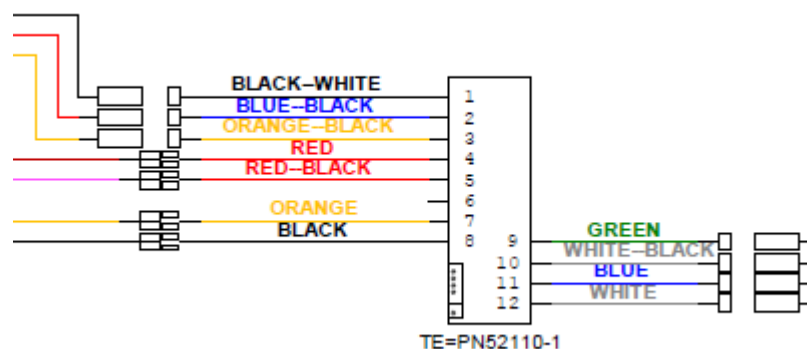 BLACK--WHITE
1
BLUE--BLACK
2
ORANGE--BLACK
3
RED
4
RED--BLACK
5
6
ORANGE
7
BLACK
8
9
GREEN
10
WHITE--BLACK
11
BLUE
12
WHITE
TE=PN52110-1